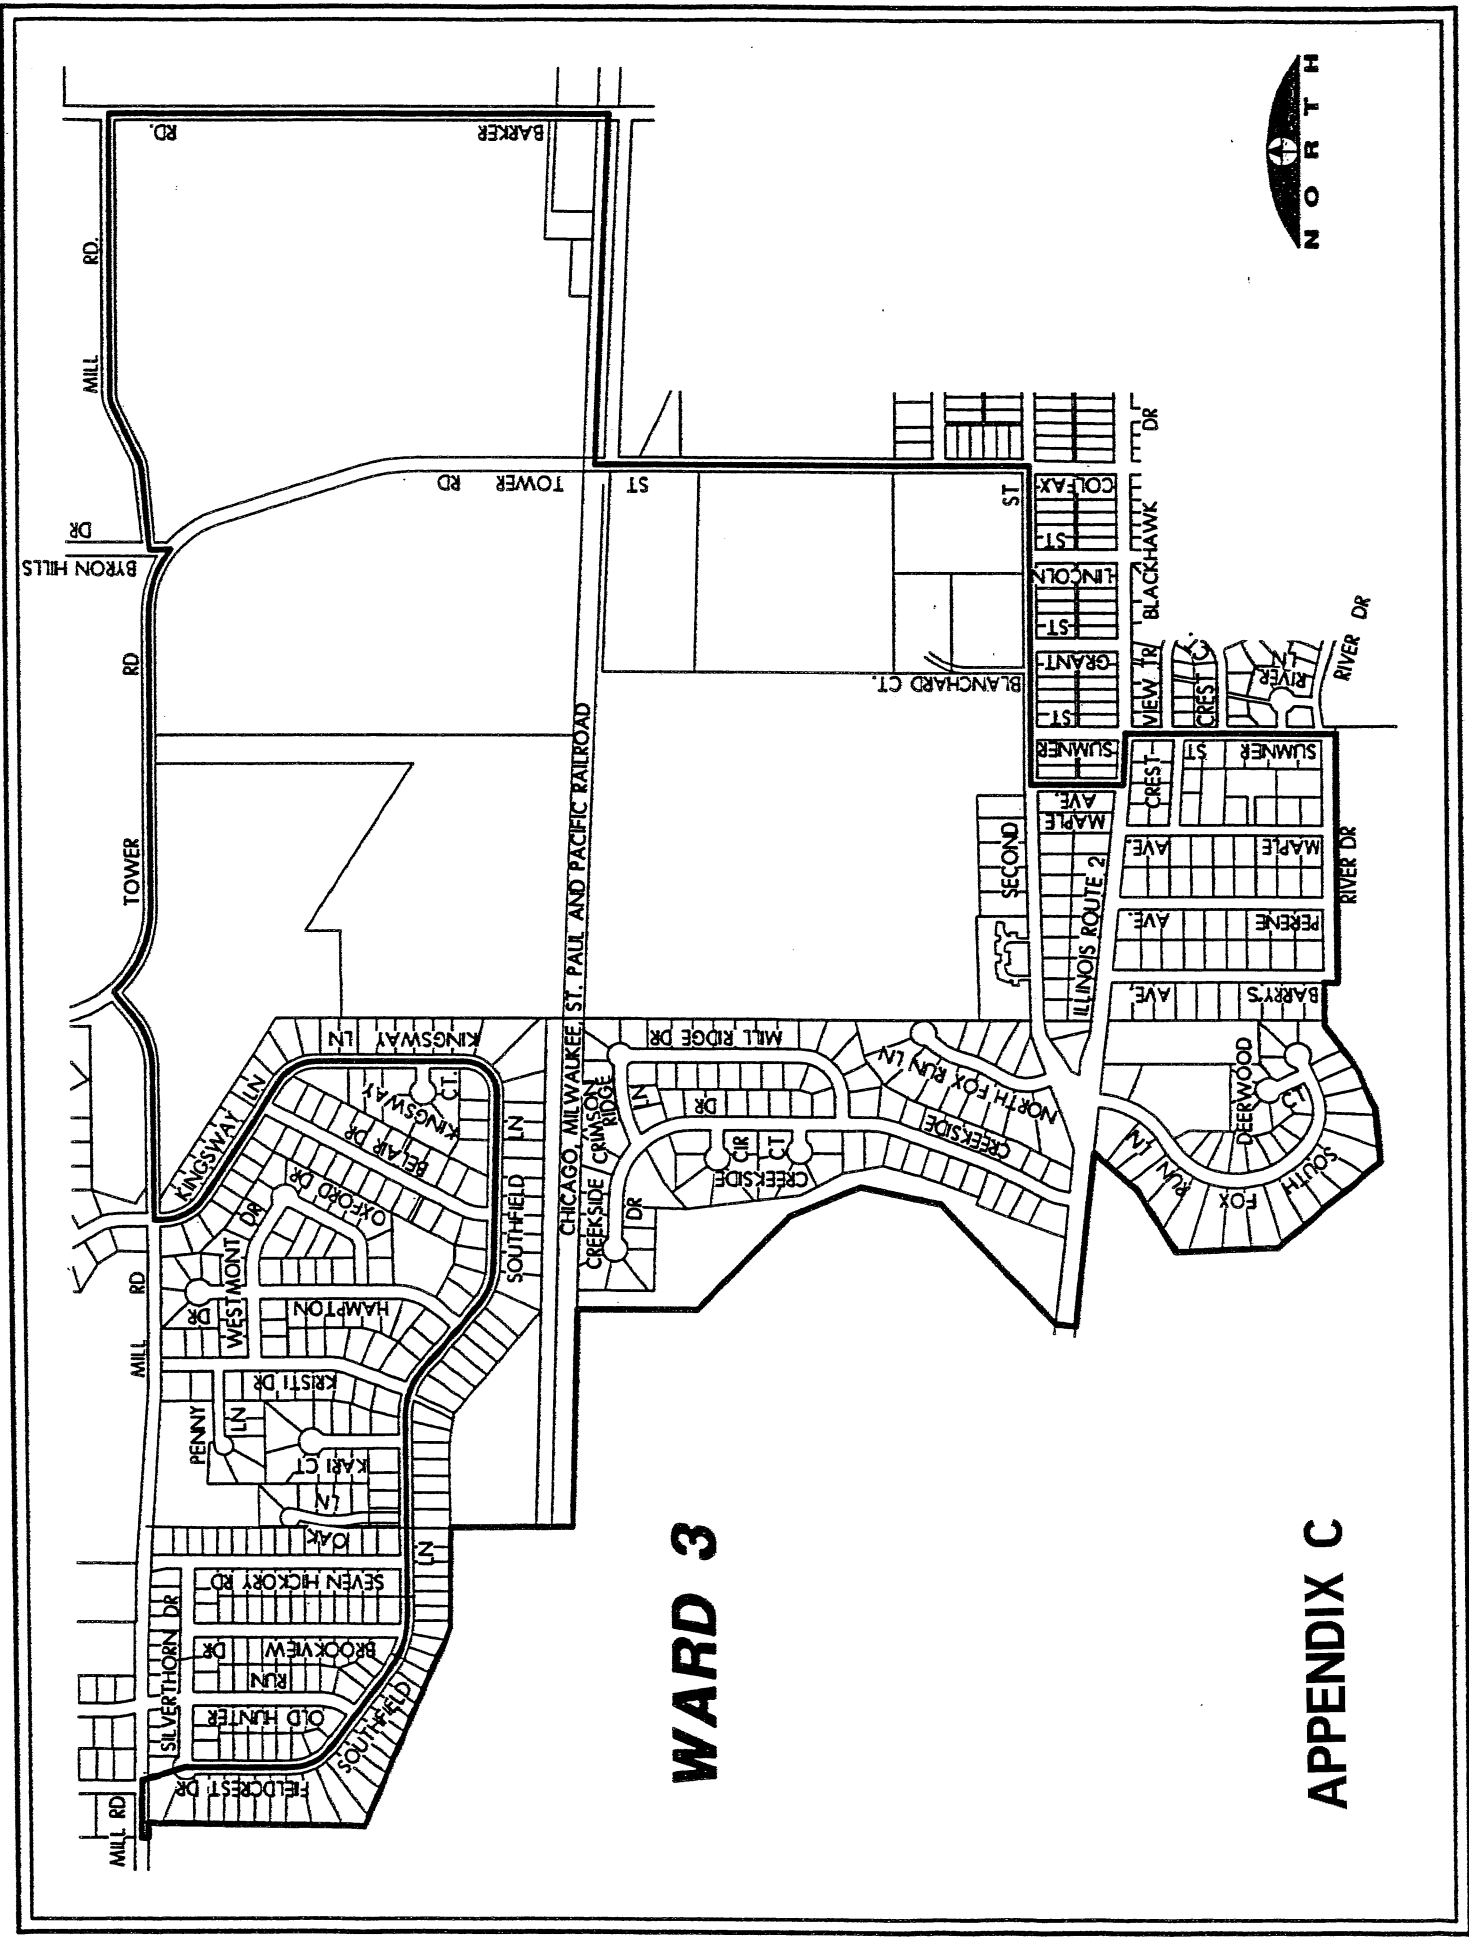 MILL RD
SILVERTHORN DR
FIELDCREST DR
SOUTHFIELD
LN
OLD HUNTER
RUN
BROOKVIEW DR
SEVEN HICKORY RD
OAK
LN
KARI CT
PENNY
LN
KRISTI DR
MILL RD
WESTMONT
DR
HAMPTON
DR
OXFORD DR
BELAIR DR
KINGSWAY LN
KINGSWAY
CT.
KINGSWAY LN
SOUTHFIELD LN
TOWER RD
BYRON HILLS
DR
MILL RD.
BARKER RD.
TOWER RD
CHICAGO, MILWAUKEE, ST. PAUL AND PACIFIC RAILROAD
CREEKSIDE
DR
CRIMSON
RIDGE
LN
MILL RIDGE DR
DR
CREEKSIDE
CIR
CT
CREEKSIDE
NORTH FOX RUN LN
ST
BLANCHARD CT.
SECOND
ST
ILLINOIS ROUTE 2
MAPLE
AVE.
SUMNER
ST
GRANT
ST
LINCOLN
ST
COLFAX
BLACKHAWK
DR
CREST
VIEW TR
CREST
RIVER
LN
RIVER DR
SUMNER ST
MAPLE AVE.
PERENE AVE.
BARRY'S AVE.
RIVER DR
DEERWOOD
CT
SOUTH
FOX
RUN LN
WARD 3
APPENDIX C
NORTH